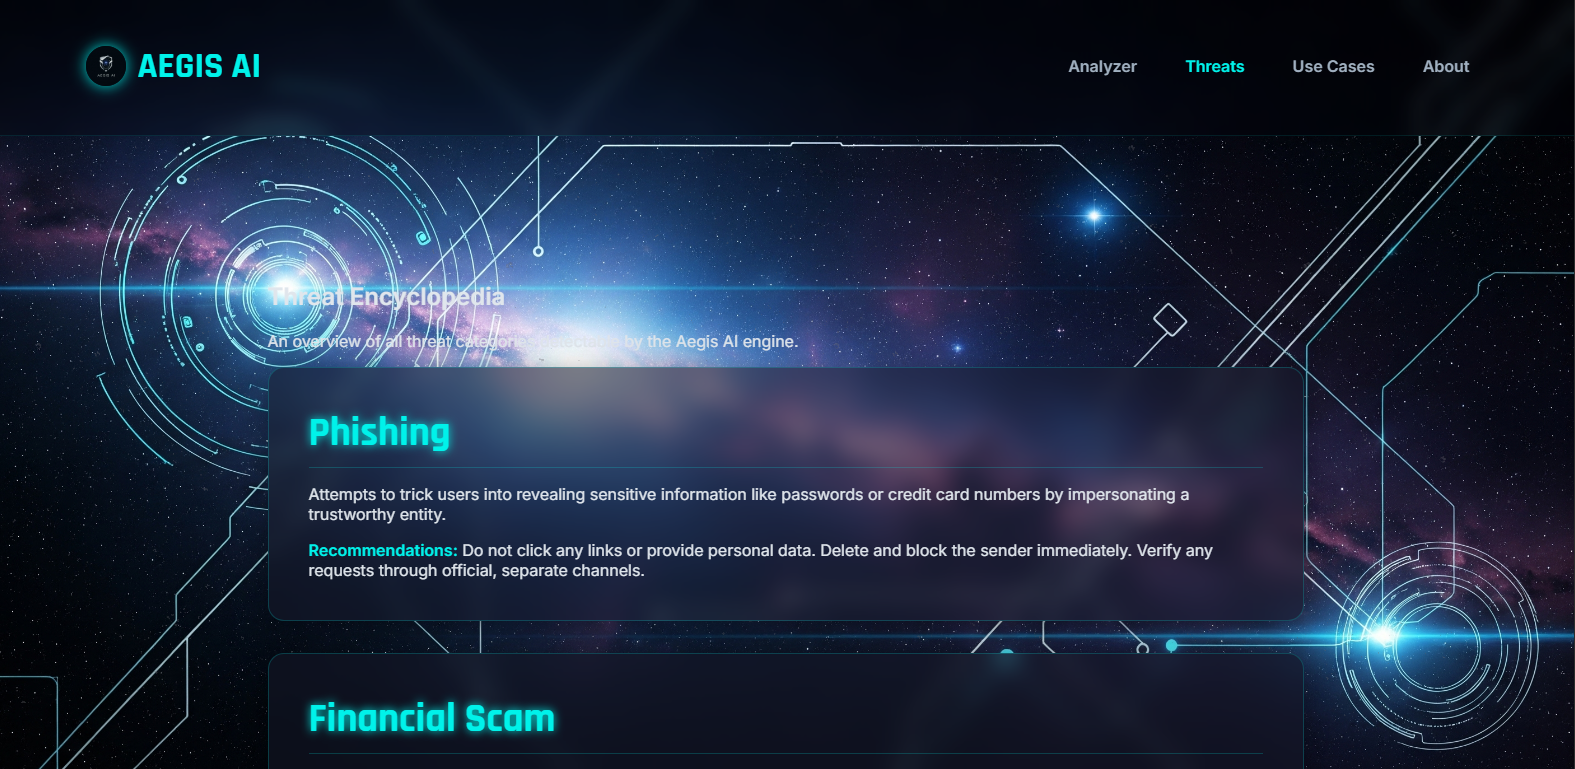 AEGIS AI
Analyzer
Threats
Use Cases
About
Threat Encyclopedia
An overview of all threat categories detectable by the Aegis AI engine.
Phishing
Attempts to trick users into revealing sensitive information like passwords or credit card numbers by impersonating a
trustworthy entity.
Recommendations: Do not click any links or provide personal data. Delete and block the sender immediately. Verify any
requests through official, separate channels.
Financial Scam